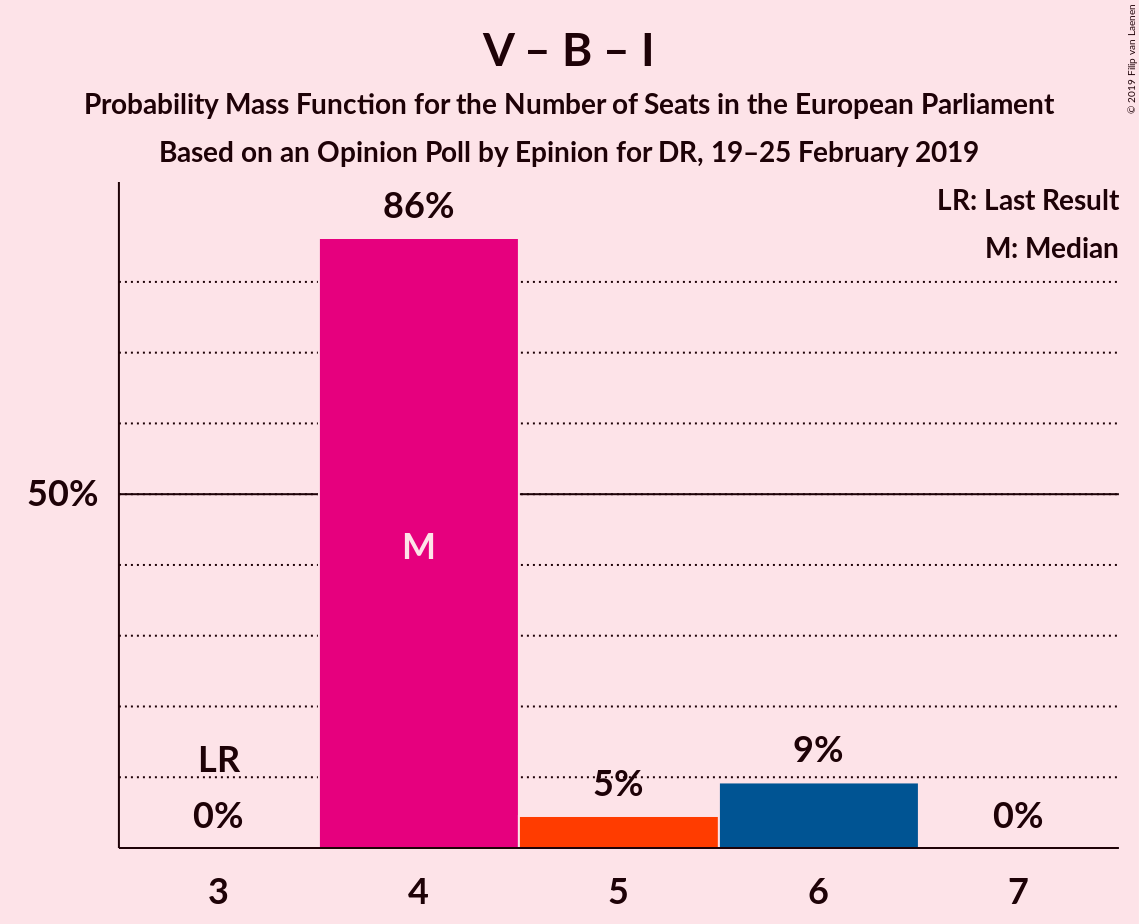 V – B – I
Probability Mass Function for the Number of Seats in the European Parliament
Based on an Opinion Poll by Epinion for DR, 19–25 February 2019
© 2019 Filip van Laenen
LR: Last Result
M: Median
86%
50%
M
LR
0%
5%
9%
0%
3 4 5 6 7